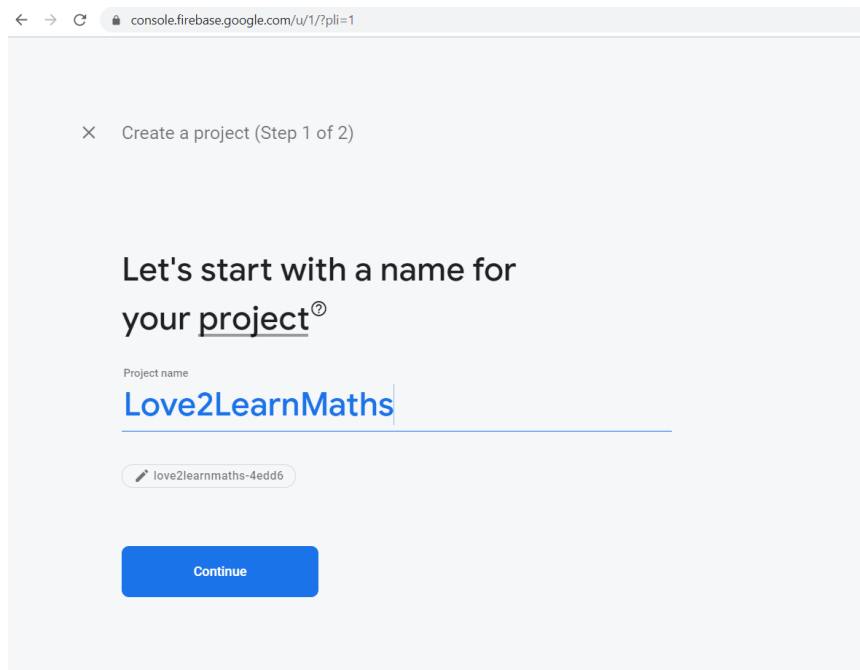 console.firebase.google.com/u/1/?pli=1
Create a project (Step 1 of 2)
Let's start with a name for
your project
Project name
Love2LearnMaths
love2learnmaths-4edd6
Continue